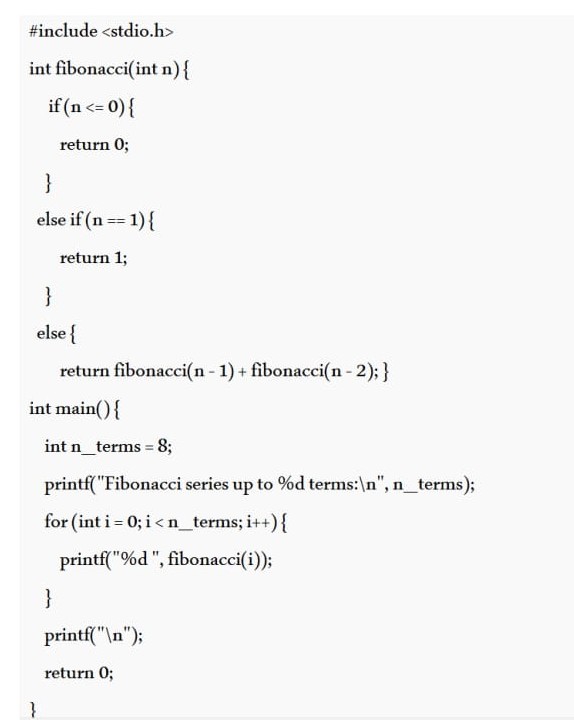 #include <stdio.h>
int fibonacci(int n) {
if (n <= 0) {
return 0;
}
else if (n == 1) {
return 1;
}
else {
return fibonacci(n - 1) + fibonacci(n - 2); }
int main() {
int n_terms = 8;
printf("Fibonacci series up to %d terms:\n", n_terms);
for (int i = 0; i < n_terms; i++) {
printf("%d ", fibonacci(i));
}
printf("\n");
return 0;
}